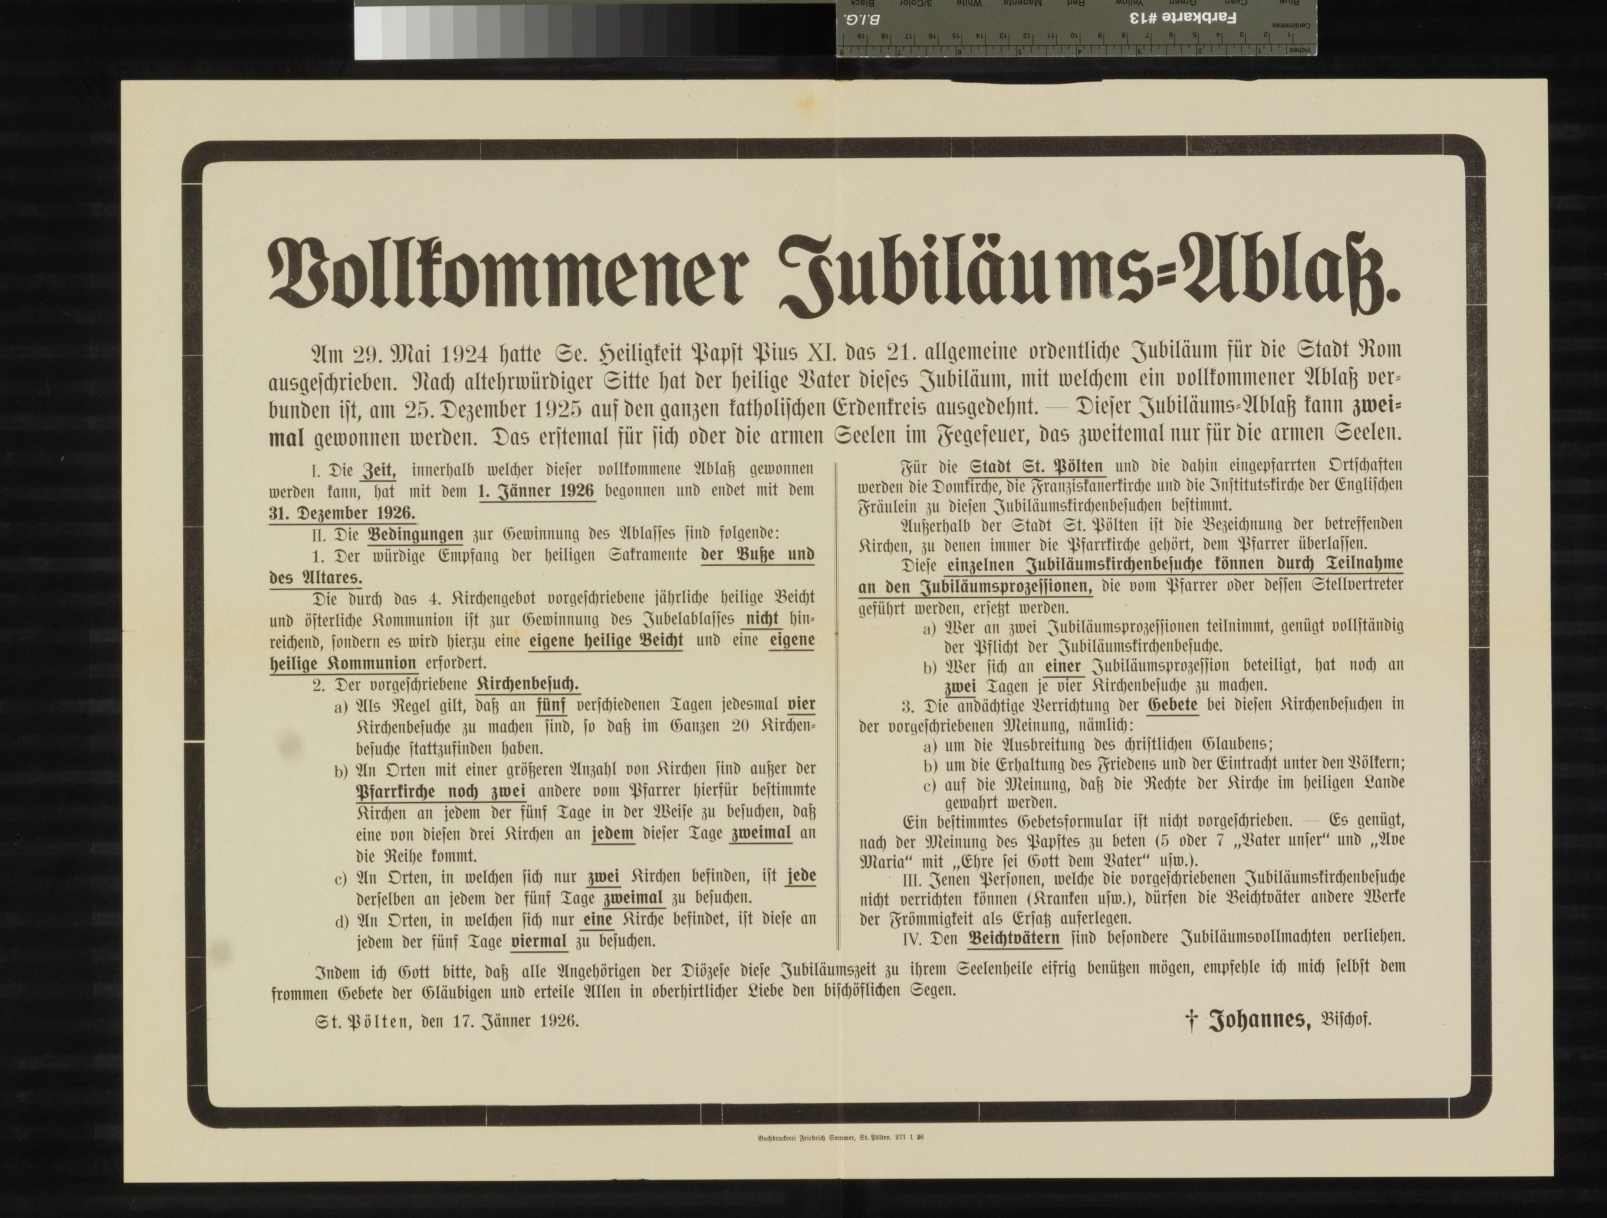 Vollkommener Jubiläums=Ablaß.
Am 29. Mai 1924 hatte Se. Heiligkeit Papst Pius XI. das 21. allgemeine ordentliche Jubiläum für die Stadt Rom
ausgeschrieben. Nach altehrwürdiger Sitte hat der heilige Vater dieses Jubiläum, mit welchem ein vollkommener Ablaß ver=
bunden ist, am 25. Dezember 1925 auf den ganzen katholischen Erdenkreis ausgedehnt. — Dieser Jubiläums=Ablaß kann zwei=
mal gewonnen werden. Das erstemal für sich oder die armen Seelen im Fegefeuer, das zweitemal nur für die armen Seelen.
I. Die Zeit, innerhalb welcher dieser vollkommene Ablaß gewonnen
werden kann, hat mit dem 1. Jänner 1926 begonnen und endet mit dem
31. Dezember 1926.
II. Die Bedingungen zur Gewinnung des Ablasses sind folgende:
1. Der würdige Empfang der heiligen Sakramente der Buße und
des Altares.
Die durch das 4. Kirchengebot vorgeschriebene jährliche heilige Beicht
und österliche Kommunion ist zur Gewinnung des Jubelablasses nicht hin=
reichend, sondern es wird hierzu eine eigene heilige Beicht und eine eigene
heilige Kommunion erfordert.
2. Der vorgeschriebene Kirchenbesuch.
a) Als Regel gilt, daß an fünf verschiedenen Tagen jedesmal vier
Kirchenbesuche zu machen sind, so daß im Ganzen 20 Kirchen=
besuche stattzufinden haben.
b) An Orten mit einer größeren Anzahl von Kirchen sind außer der
Pfarrkirche noch zwei andere vom Pfarrer hierfür bestimmte
Kirchen an jedem der fünf Tage in der Weise zu besuchen, daß
eine von diesen drei Kirchen an jedem dieser Tage zweimal an
die Reihe kommt.
c) An Orten, in welchen sich nur zwei Kirchen befinden, ist jede
derselben an jedem der fünf Tage zweimal zu besuchen.
d) An Orten, in welchen sich nur eine Kirche befindet, ist diese an
jedem der fünf Tage viermal zu besuchen.
Für die Stadt St. Pölten und die dahin eingepfarrten Ortschaften
werden die Domkirche, die Franziskanerkirche und die Institutskirche der Englischen
Fräulein zu diesen Jubiläumskirchenbesuchen bestimmt.
Außerhalb der Stadt St. Pölten ist die Bezeichnung der betreffenden
Kirchen, zu denen immer die Pfarrkirche gehört, dem Pfarrer überlassen.
Diese einzelnen Jubiläumskirchenbesuche können durch Teilnahme
an den Jubiläumsprozessionen, die vom Pfarrer oder dessen Stellvertreter
geführt werden, ersetzt werden.
a) Wer an zwei Jubiläumsprozessionen teilnimmt, genügt vollständig
der Pflicht der Jubiläumskirchenbesuche.
b) Wer sich an einer Jubiläumsprozession beteiligt, hat noch an
zwei Tagen je vier Kirchenbesuche zu machen.
3. Die andächtige Verrichtung der Gebete bei diesen Kirchenbesuchen in
der vorgeschriebenen Meinung, nämlich:
a) um die Ausbreitung des christlichen Glaubens;
b) um die Erhaltung des Friedens und der Eintracht unter den Völkern;
c) auf die Meinung, daß die Rechte der Kirche im heiligen Lande
gewahrt werden.
Ein bestimmtes Gebetsformular ist nicht vorgeschrieben. — Es genügt,
nach der Meinung des Papstes zu beten (5 oder 7 „Vater unser“ und „Ave
Maria“ mit „Ehre sei Gott dem Vater“ usw.).
III. Jenen Personen, welche die vorgeschriebenen Jubiläumskirchenbesuche
nicht verrichten können (Kranken usw.), dürfen die Beichtväter andere Werke
der Frömmigkeit als Ersatz auferlegen.
IV. Den Beichtvätern sind besondere Jubiläumsvollmachten verliehen.
Indem ich Gott bitte, daß alle Angehörigen der Diözese diese Jubiläumszeit zu ihrem Seelenheile eifrig benützen mögen, empfehle ich mich selbst dem
frommen Gebete der Gläubigen und erteile Allen in oberhirtlicher Liebe den bischöflichen Segen.
St. Pölten, den 17. Jänner 1926.
† Johannes, Bischof.
Buchdruckerei Friedrich Sommer, St. Pölten. 271 1 26
Farbkarte #13
B.I.G.
Blue Cyan Green Yellow Red Magenta White 3/Color Black
Centimetres
Inches